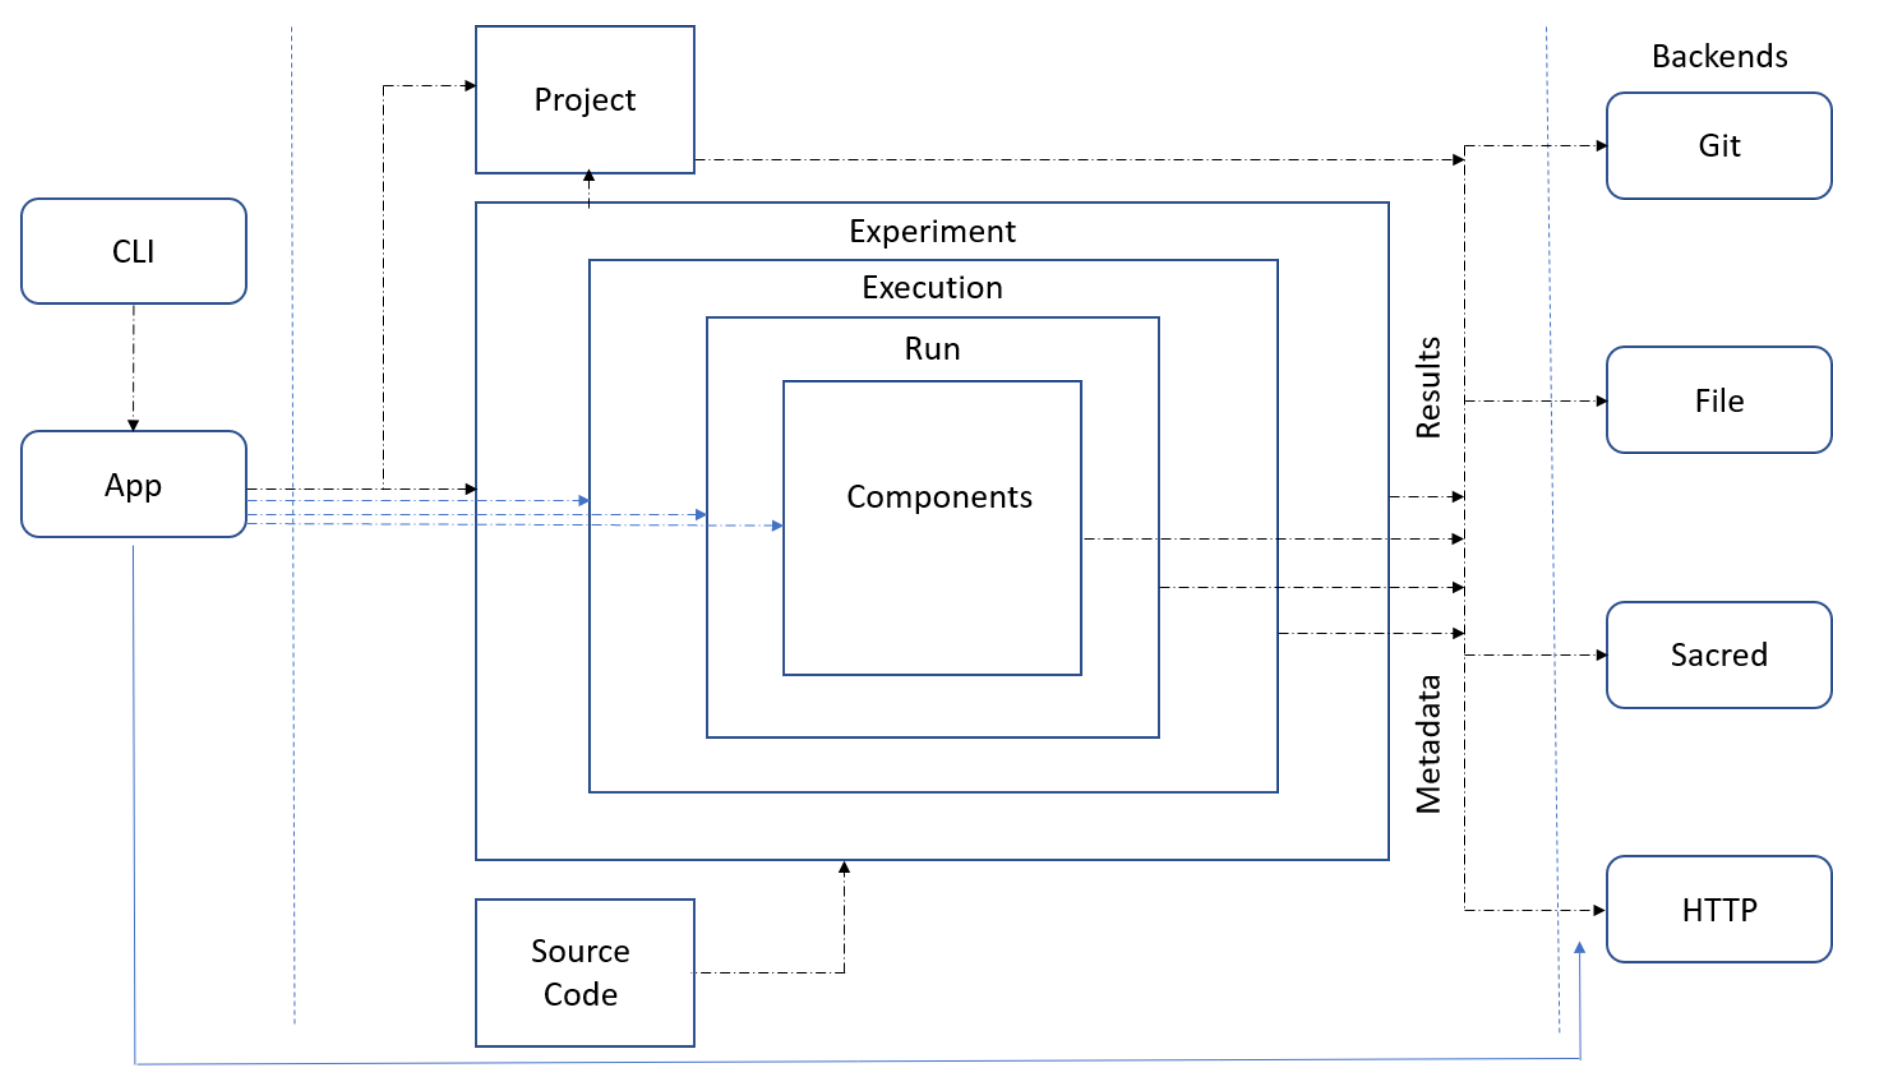 Backends
Project
Git
CLI
Experiment
Execution
Run
Results
File
App
Components
Sacred
Metadata
HTTP
Source
Code